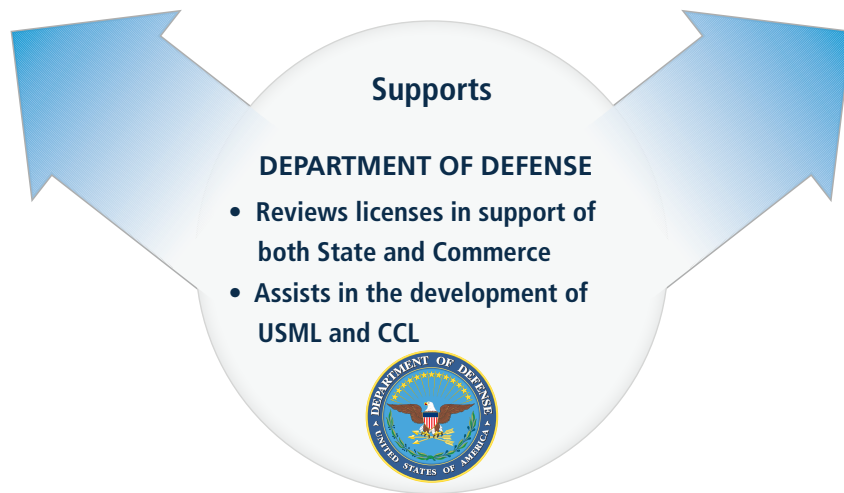 Supports
DEPARTMENT OF DEFENSE
• Reviews licenses in support of
both State and Commerce
• Assists in the development of
USML and CCL
DEPARTMENT OF DEFENSE
UNITED STATES OF AMERICA